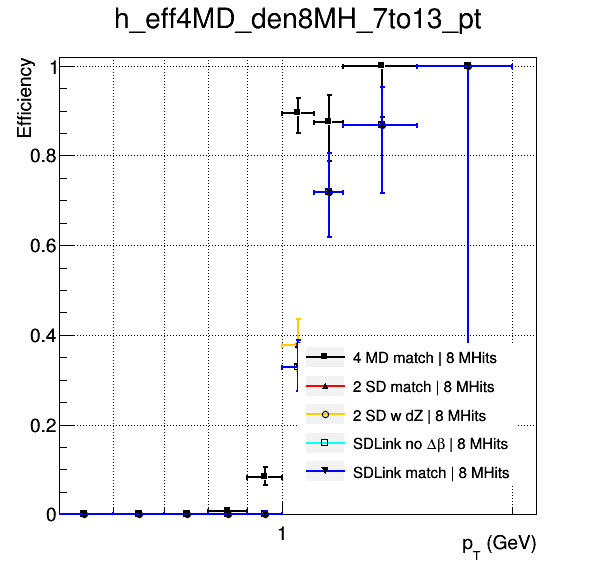 h_eff4MD_den8MH_7to13_pt
Efficiency
1
0.8
0.6
0.4
0.2
0
4 MD match | 8 MHits
2 SD match | 8 MHits
2 SD w dZ | 8 MHits
SDLink no Δβ | 8 MHits
SDLink match | 8 MHits
1
p_T (GeV)